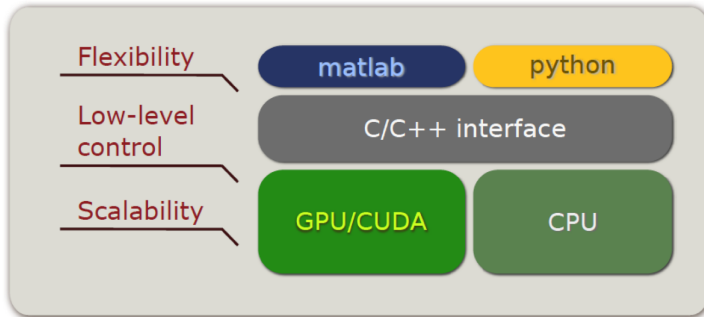 Flexibility
matlab
python
Low-level
control
C/C++ interface
Scalability
GPU/CUDA
CPU